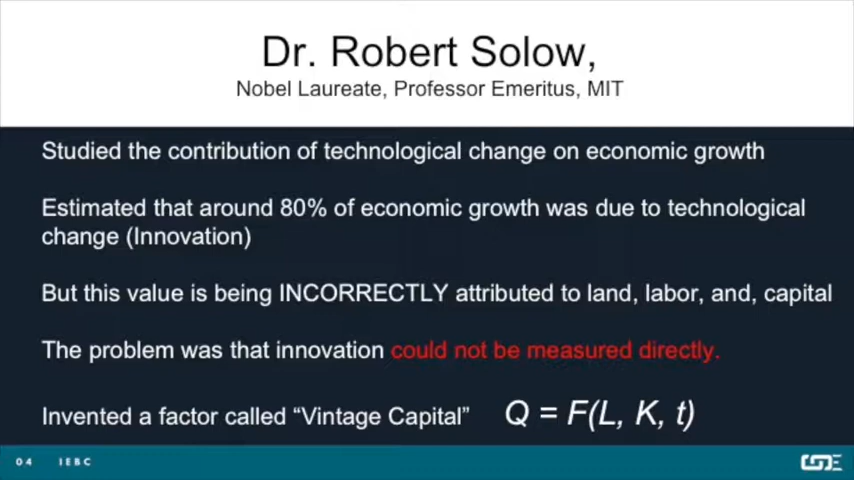 Dr. Robert Solow,
Nobel Laureate, Professor Emeritus, MIT
Studied the contribution of technological change on economic growth
Estimated that around 80% of economic growth was due to technological
change (Innovation)
But this value is being INCORRECTLY attributed to land, labor, and, capital
The problem was that innovation could not be measured directly.
Invented a factor called “Vintage Capital” Q = F(L, K, t)
04 IEBC